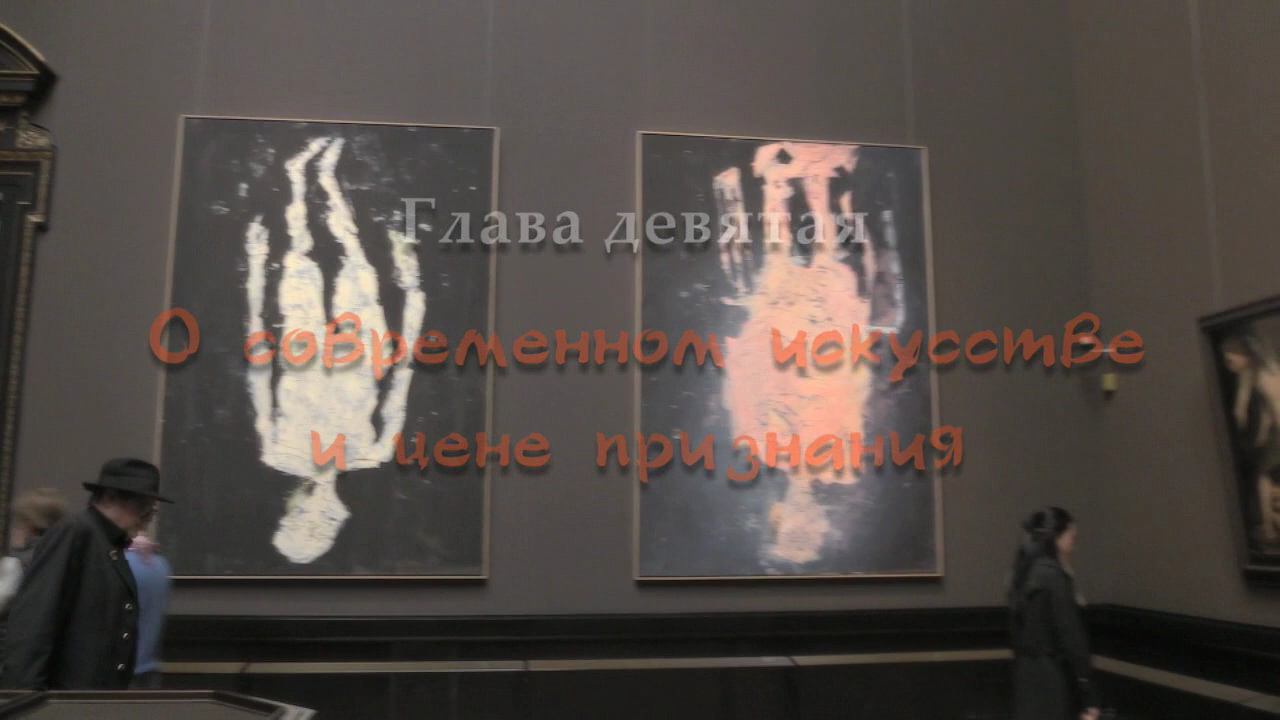 Глава девятая
О современном искусстве
и цене признания